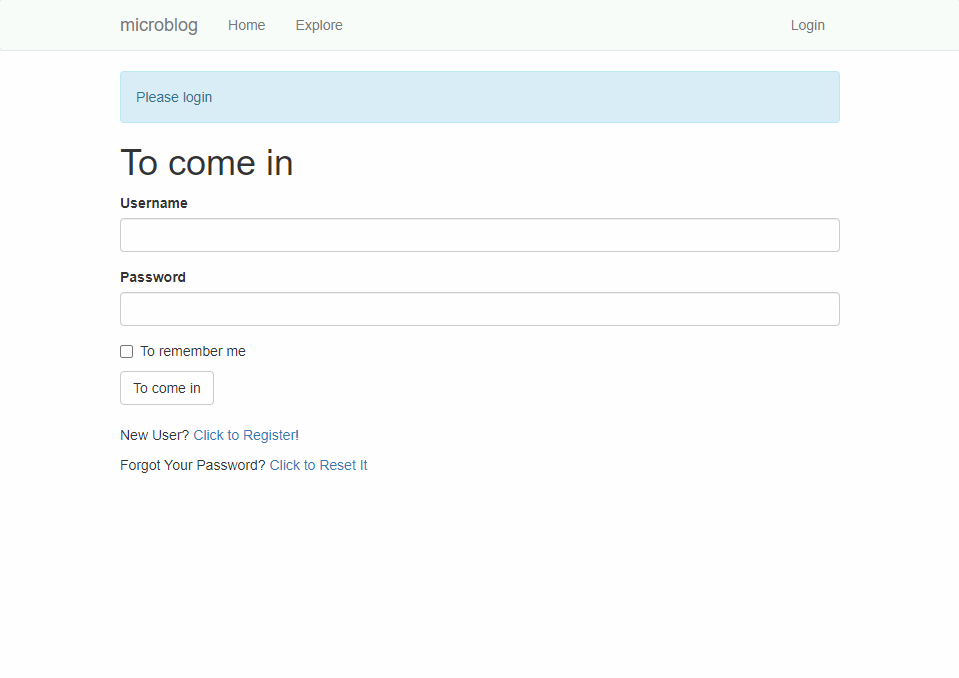 microblog Home Explore Login
Please login
To come in
Username
Password
To remember me
To come in
New User? Click to Register!
Forgot Your Password? Click to Reset It